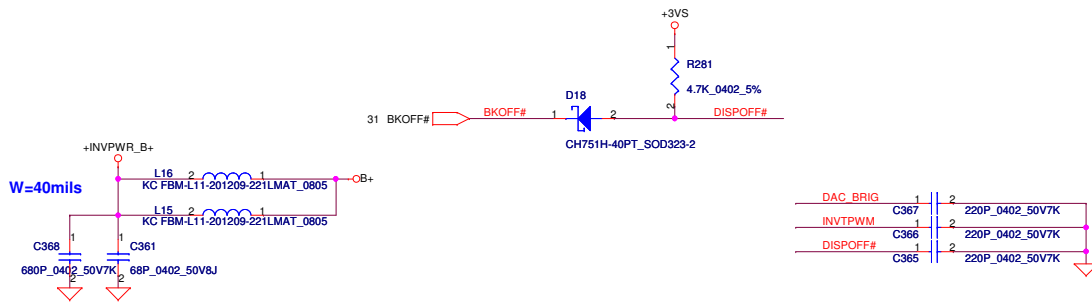 +3VS
1
R281
4.7K_0402_5%
2
D18
31 BKOFF#
BKOFF#
1
2
DISPOFF#
CH751H-40PT_SOD323-2
+INVPWR_B+
L16
2
1
KC FBM-L11-201209-221LMAT_0805
B+
W=40mils
L15
2
1
KC FBM-L11-201209-221LMAT_0805
1
1
C368
C361
680P_0402_50V7K
68P_0402_50V8J
2
2
DAC_BRIG
1
2
C367
220P_0402_50V7K
INVTPWM
1
2
C366
220P_0402_50V7K
DISPOFF#
1
2
C365
220P_0402_50V7K